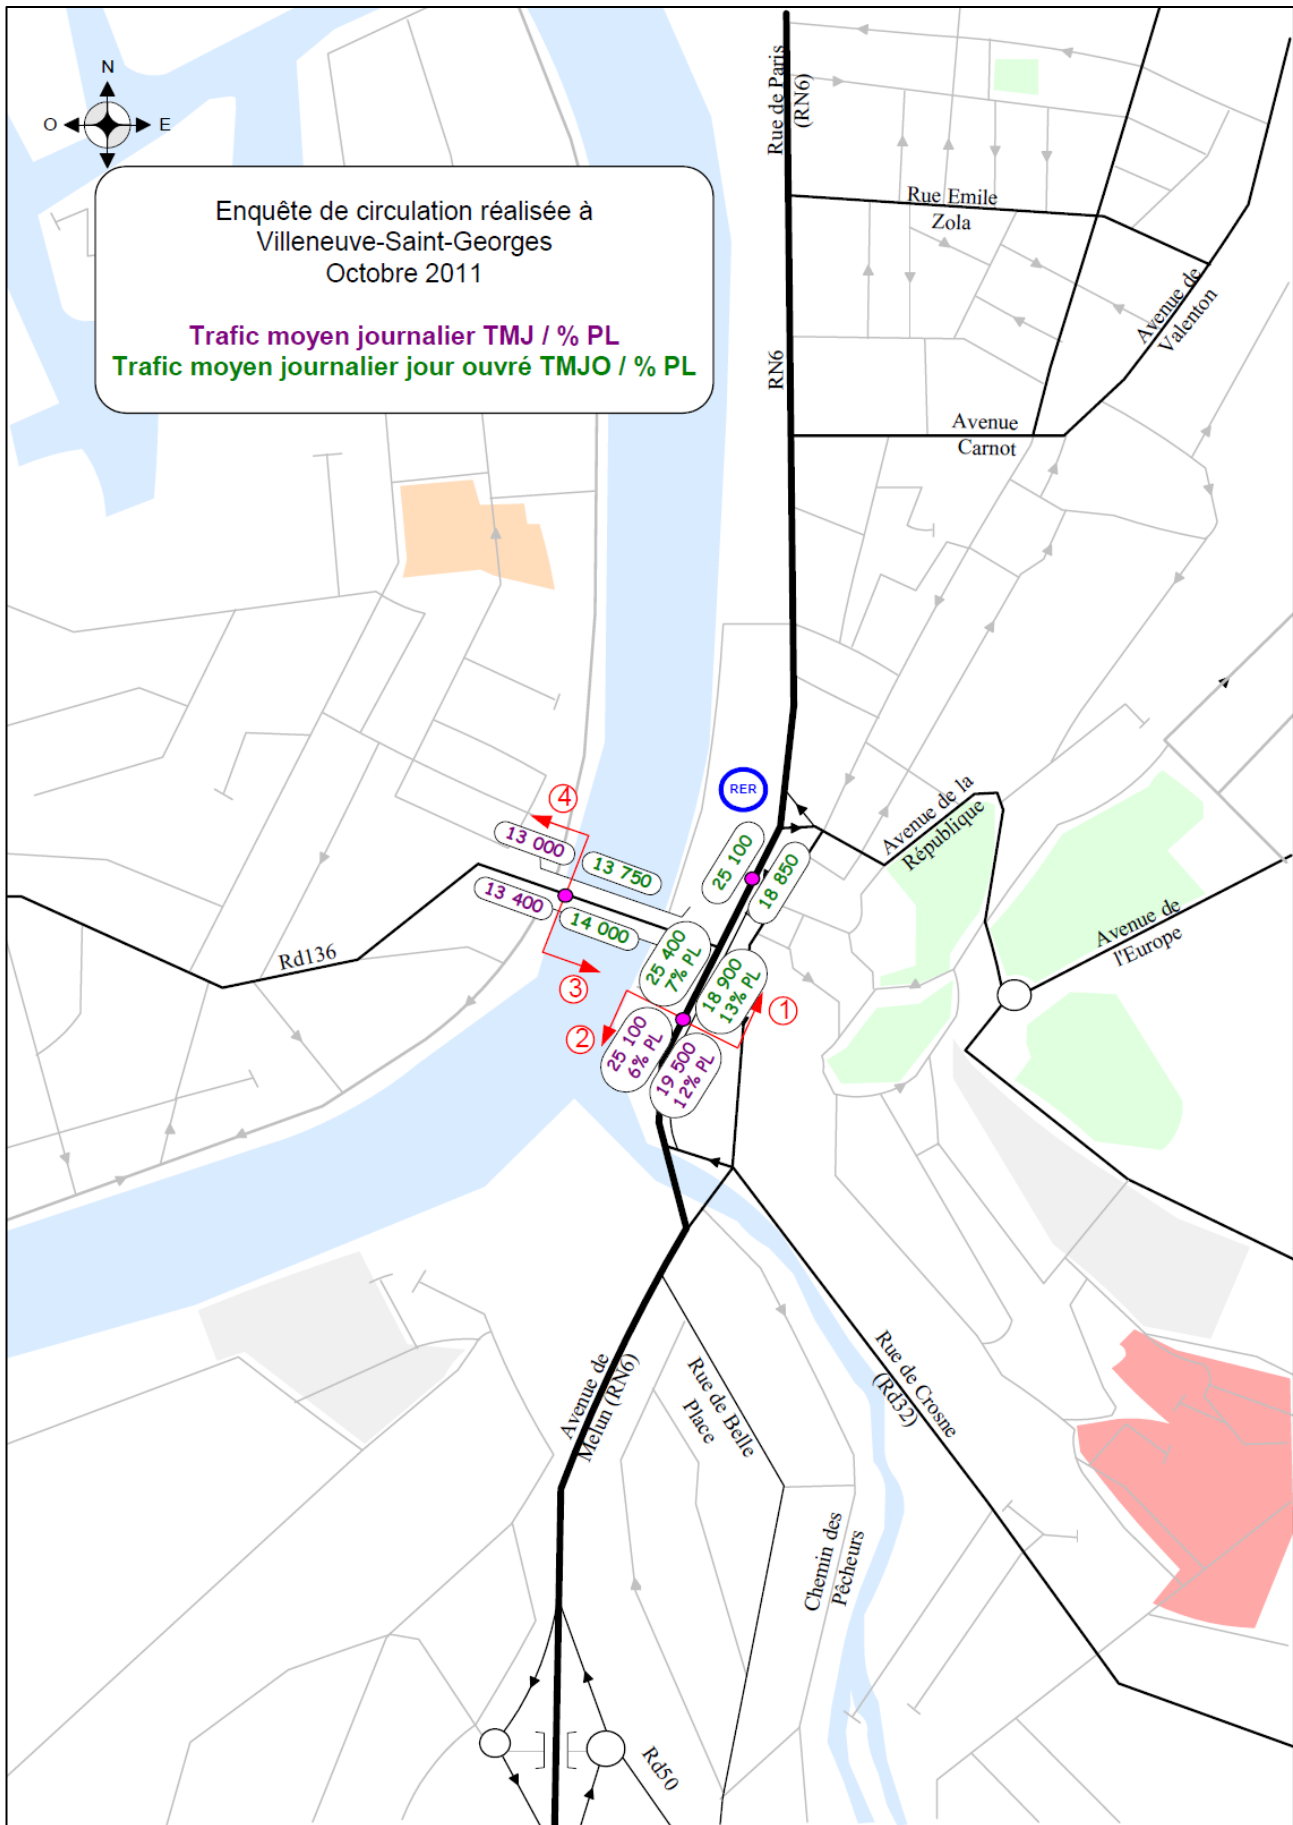 N
O
E
Enquête de circulation réalisée à
Villeneuve-Saint-Georges
Octobre 2011
Trafic moyen journalier TMJ / % PL
Trafic moyen journalier jour ouvré TMJO / % PL
Rue de Paris
(RN6)
Rue Emile
Zola
Avenue de
Valenton
RN6
Avenue
Carnot
RER
4
13 000
13 750
13 400
14 000
3
Rd136
25 100
18 850
Avenue de la
République
Avenue de
l'Europe
25 400
7% PL
18 900
13% PL
1
2
25 100
6% PL
19 500
12% PL
Avenue de
Melun (RN6)
Rue de Belle
Place
Rue de Crosne
(Rd32)
Chemin des
Pêcheurs
Rd50